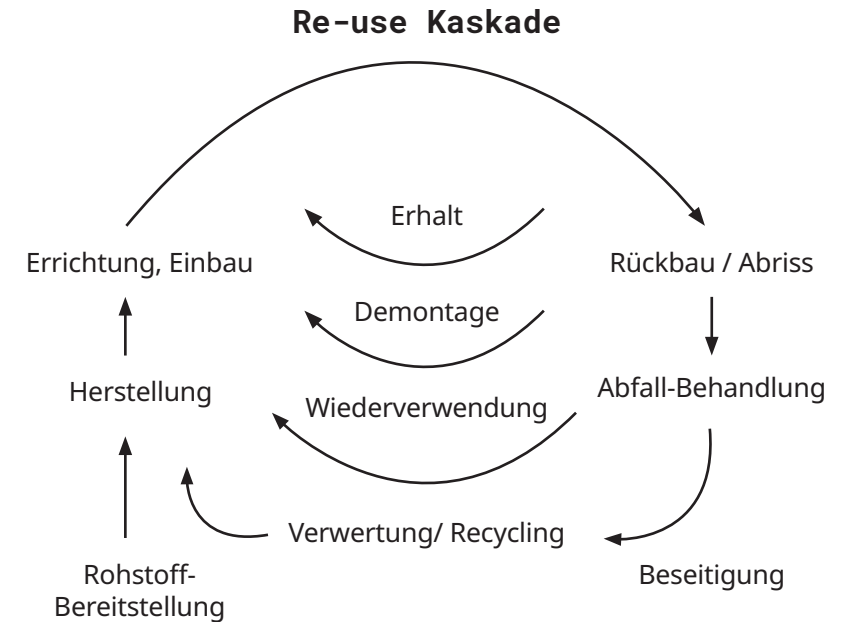 Re-use Kaskade
Erhalt
Errichtung, Einbau
Rückbau / Abriss
Demontage
Herstellung
Abfall-Behandlung
Wiederverwendung
Verwertung/ Recycling
Rohstoff-
Bereitstellung
Beseitigung